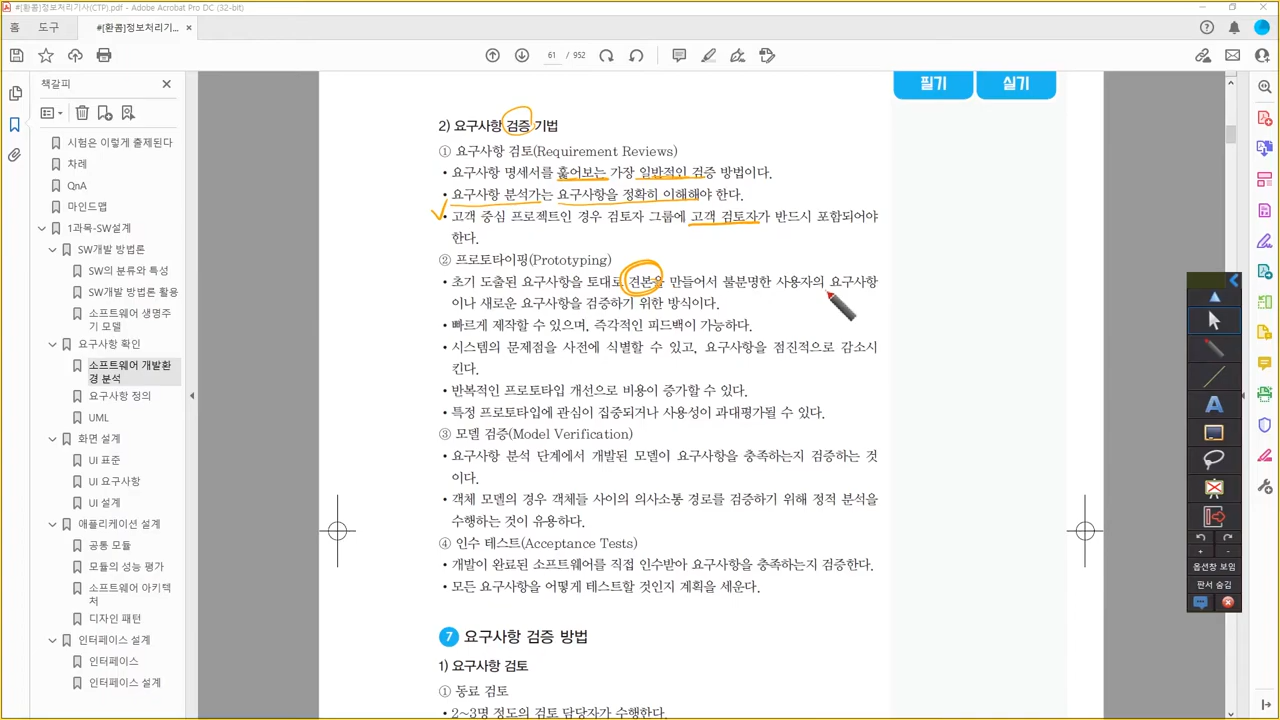 #[환콤]정보처리기사(CTP).pdf - Adobe Acrobat Pro DC (32-bit)
홈
도구
#[환콤]정보처리기...
61 / 952
책갈피
시험은 이렇게 출제된다
차례
QnA
마인드맵
1과목-SW설계
SW개발 방법론
SW의 분류와 특성
SW개발 방법론 활용
소프트웨어 생명주
기 모델
요구사항 확인
소프트웨어 개발환
경 분석
요구사항 정의
UML
화면 설계
UI 표준
UI 요구사항
UI 설계
애플리케이션 설계
공통 모듈
모듈의 성능 평가
소프트웨어 아키텍
처
디자인 패턴
인터페이스 설계
인터페이스
인터페이스 설계
필기
실기
2) 요구사항 검증 기법
① 요구사항 검토(Requirement Reviews)
• 요구사항 명세서를 훑어보는 가장 일반적인 검증 방법이다.
• 요구사항 분석가는 요구사항을 정확히 이해해야 한다.
• 고객 중심 프로젝트인 경우 검토자 그룹에 고객 검토자가 반드시 포함되어야
한다.
② 프로토타이핑(Prototyping)
• 초기 도출된 요구사항을 토대로 견본을 만들어서 불분명한 사용자의 요구사항
이나 새로운 요구사항을 검증하기 위한 방식이다.
• 빠르게 제작할 수 있으며, 즉각적인 피드백이 가능하다.
• 시스템의 문제점을 사전에 식별할 수 있고, 요구사항을 점진적으로 감소시
킨다.
• 반복적인 프로토타입 개선으로 비용이 증가할 수 있다.
• 특정 프로토타입에 관심이 집중되거나 사용성이 과대평가될 수 있다.
③ 모델 검증(Model Verification)
• 요구사항 분석 단계에서 개발된 모델이 요구사항을 충족하는지 검증하는 것
이다.
• 객체 모델의 경우 객체들 사이의 의사소통 경로를 검증하기 위해 정적 분석을
수행하는 것이 유용하다.
④ 인수 테스트(Acceptance Tests)
• 개발이 완료된 소프트웨어를 직접 인수받아 요구사항을 충족하는지 검증한다.
• 모든 요구사항을 어떻게 테스트할 것인지 계획을 세운다.
7 요구사항 검증 방법
1) 요구사항 검토
① 동료 검토
• 2~3명 정도의 검토 담당자가 수행한다.
A
옵션창 보임
판서 숨김